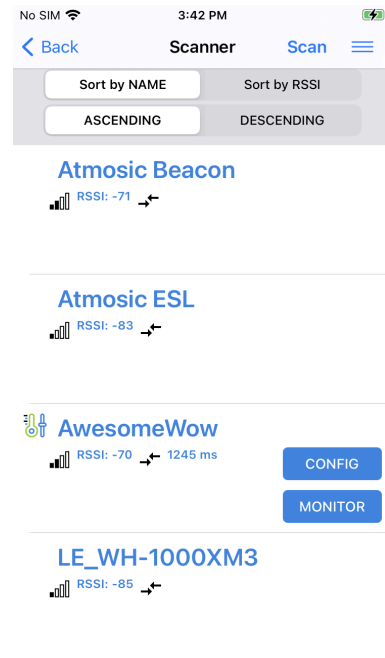 No SIM 3:42 PM
Back Scanner Scan
Sort by NAME Sort by RSSI
ASCENDING DESCENDING
Atmosic Beacon
RSSI: -71
Atmosic ESL
RSSI: -83
AwesomeWow
RSSI: -70 1245 ms
CONFIG
MONITOR
LE_WH-1000XM3
RSSI: -85